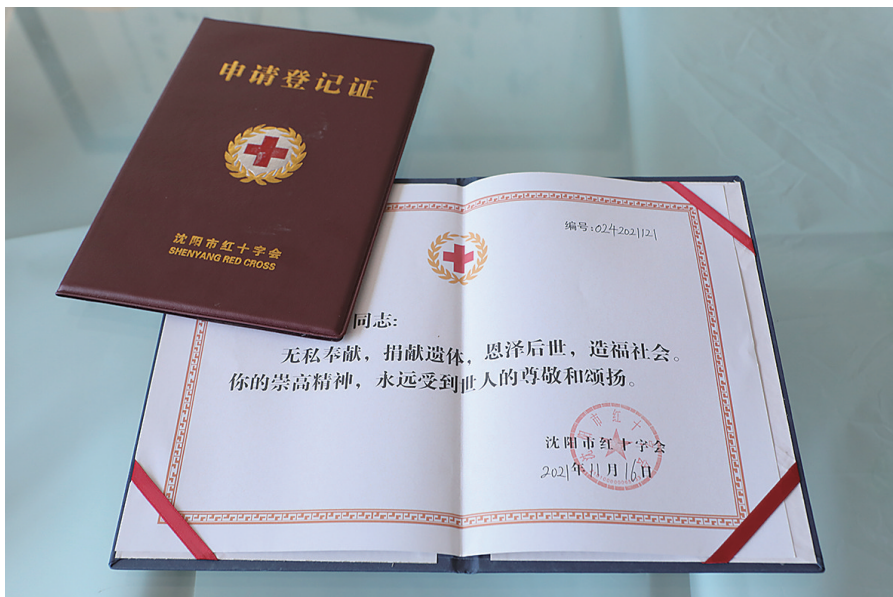 申请登记证
沈阳市红十字会
SHENYANG RED CROSS
编号:0242021121
同志:
无私奉献，捐献遗体，恩泽后世，造福社会。
你的崇高精神，永远受到世人的尊敬和颂扬。
沈阳市红十字会
2021年11月16日